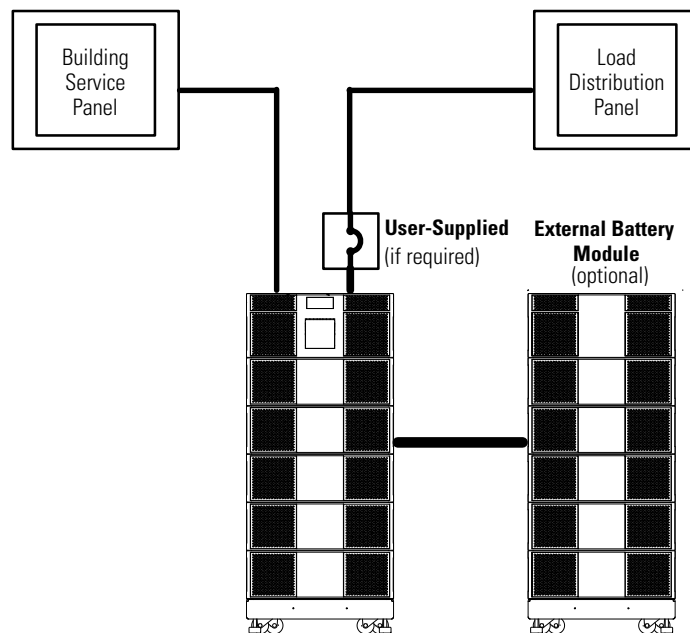 Building
Service
Panel
Load
Distribution
Panel
User-Supplied
(if required)
External Battery
Module
(optional)